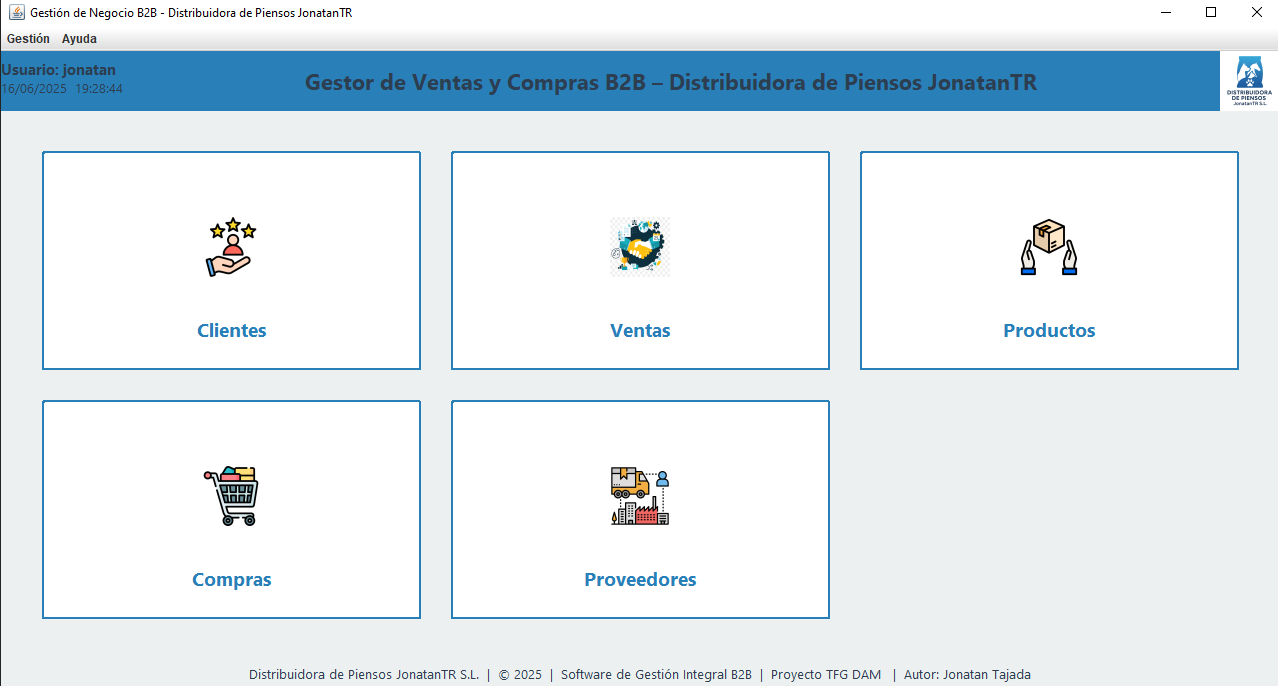 Gestión de Negocio B2B - Distribuidora de Piensos JonatanTR
Gestión Ayuda
Usuario: jonatan
16/06/2025 19:28:44
Gestor de Ventas y Compras B2B – Distribuidora de Piensos JonatanTR
DISTRIBUIDORA
DE PIENSOS
JonatanTR S.L.
Clientes
Ventas
Productos
Compras
Proveedores
Distribuidora de Piensos JonatanTR S.L. | © 2025 | Software de Gestión Integral B2B | Proyecto TFG DAM | Autor: Jonatan Tajada